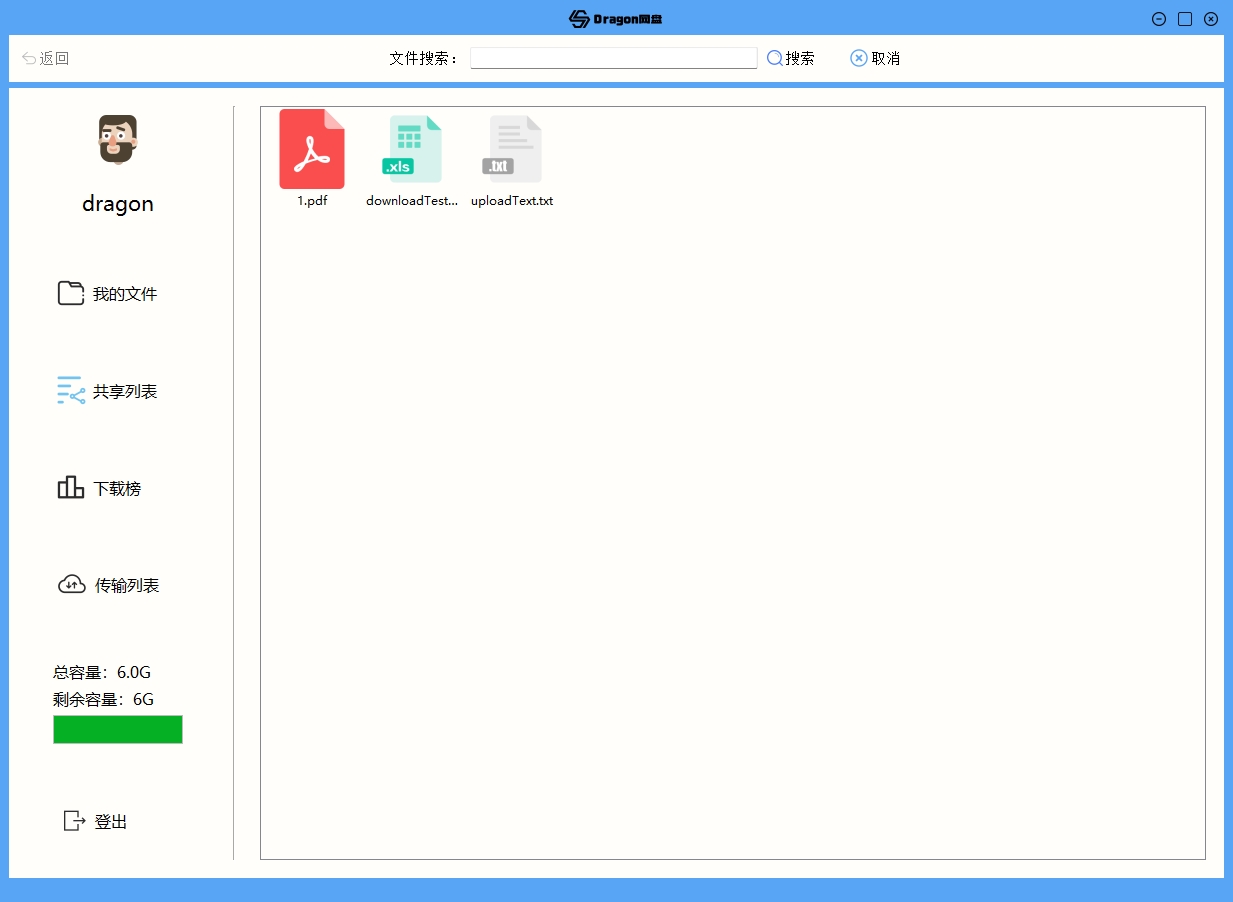 Dragon网盘
返回
文件搜索：
搜索
取消
dragon
我的文件
共享列表
下载榜
传输列表
总容量：6.0G
剩余容量：6G
登出
.xls
.txt
1.pdf
downloadTest...
uploadText.txt